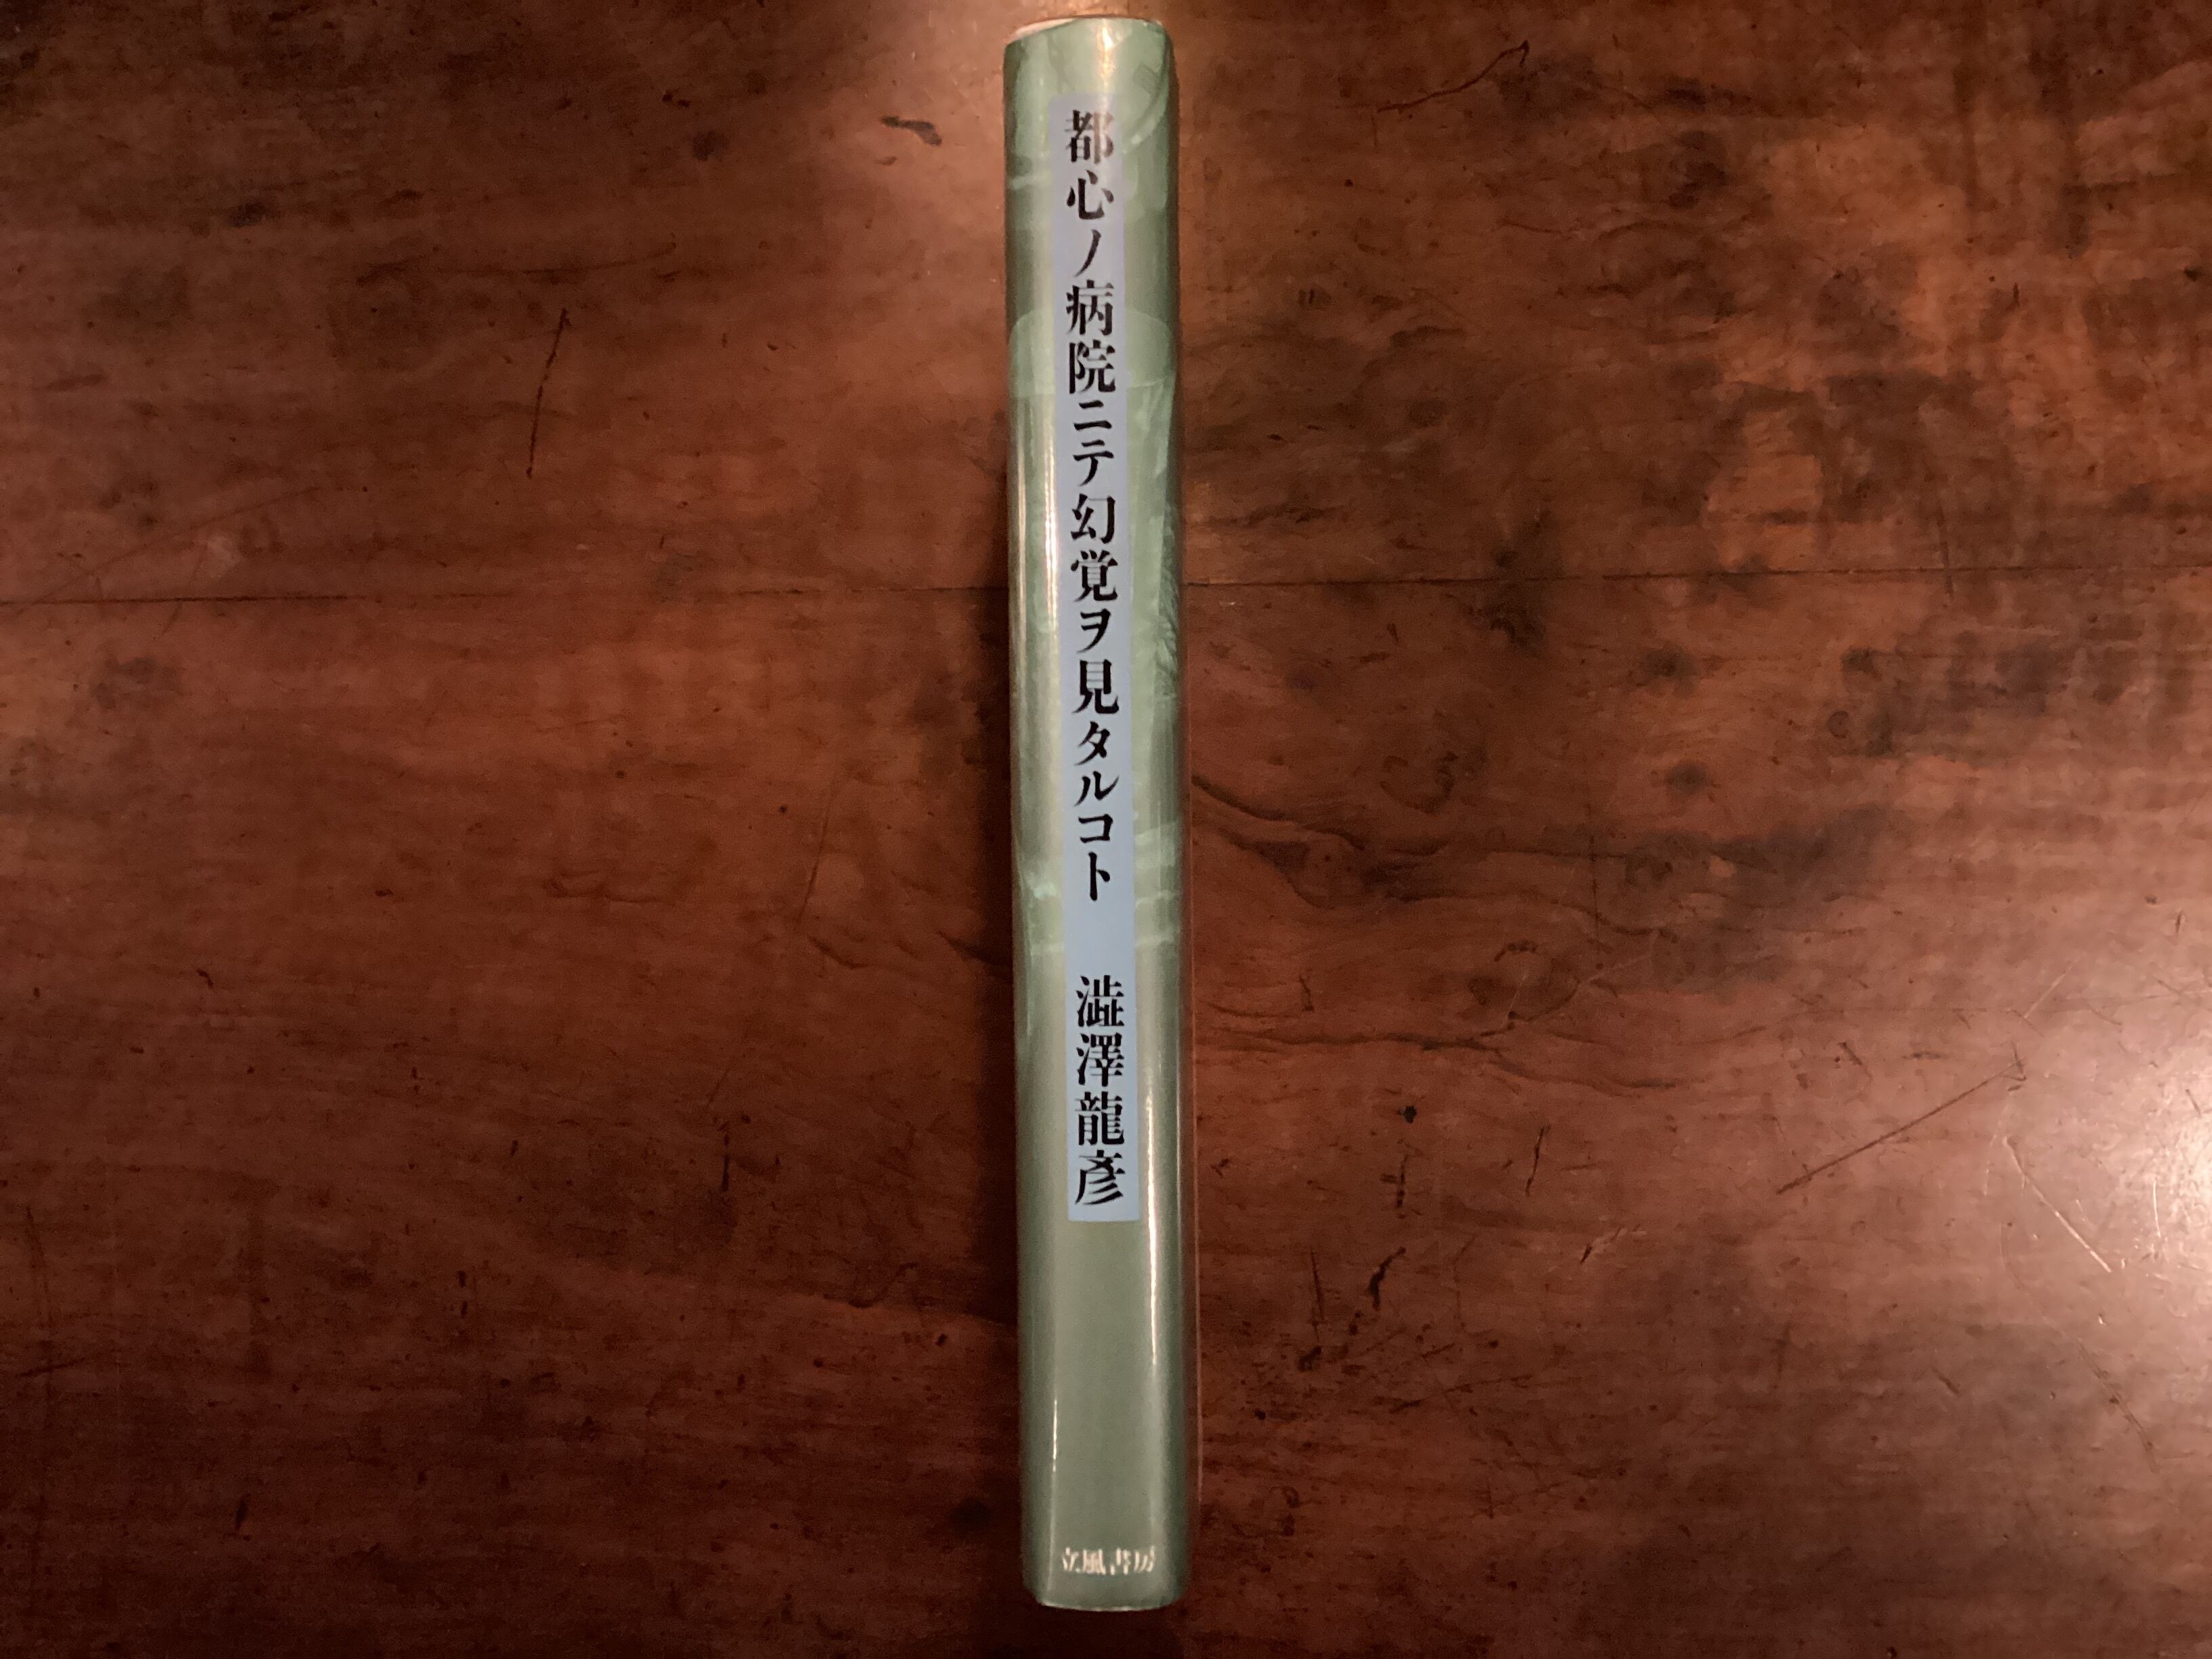 都心ノ病院ニテ幻覚ヲ見タルコト
澁澤龍彥
立風書房